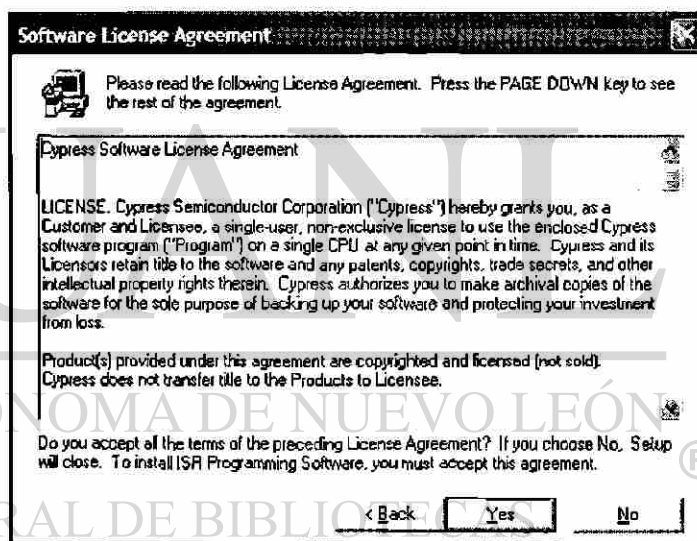 Software License Agreement
Please read the following License Agreement. Press the PAGE DOWN key to see
the rest of the agreement.
Cypress Software License Agreement
LICENSE. Cypress Semiconductor Corporation ("Cypress") hereby grants you, as a
Customer and Licensee, a single-user, non-exclusive license to use the enclosed Cypress
software program ("Program") on a single CPU at any given point in time. Cypress and its
Licensors retain title to the software and any patents, copyrights, trade secrets, and other
intellectual property rights therein. Cypress authorizes you to make archival copies of the
software for the sole purpose of backing up your software and protecting your investment
from loss.
Product(s) provided under this agreement are copyrighted and licensed (not sold).
Cypress does not transfer title to the Products to Licensee.
Do you accept all the terms of the preceding License Agreement? If you choose No, Setup
will close. To install ISR Programming Software, you must accept this agreement.
< Back
Yes
No
UANL
ONOMA DE NUEVO LEÓN
®
RAL DE BIBLIOTECAS